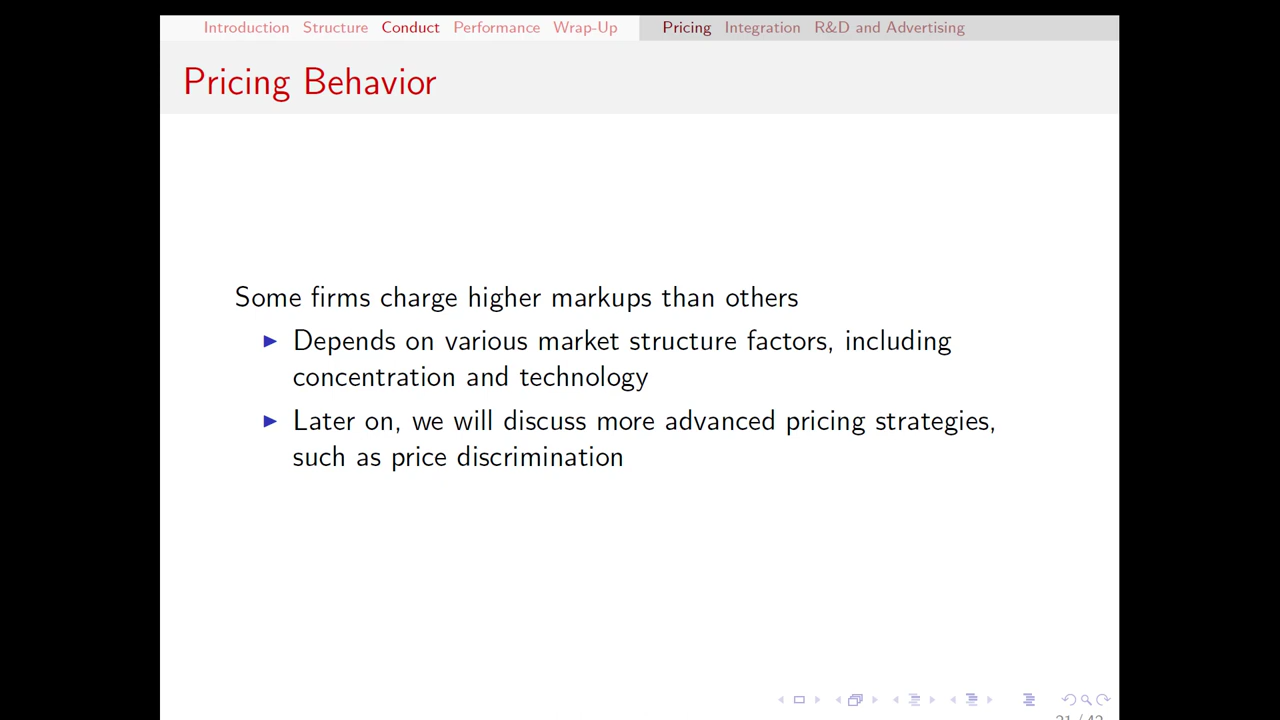 Introduction Structure Conduct Performance Wrap-Up Pricing Integration R&D and Advertising
Pricing Behavior
Some firms charge higher markups than others
Depends on various market structure factors, including
concentration and technology
Later on, we will discuss more advanced pricing strategies,
such as price discrimination